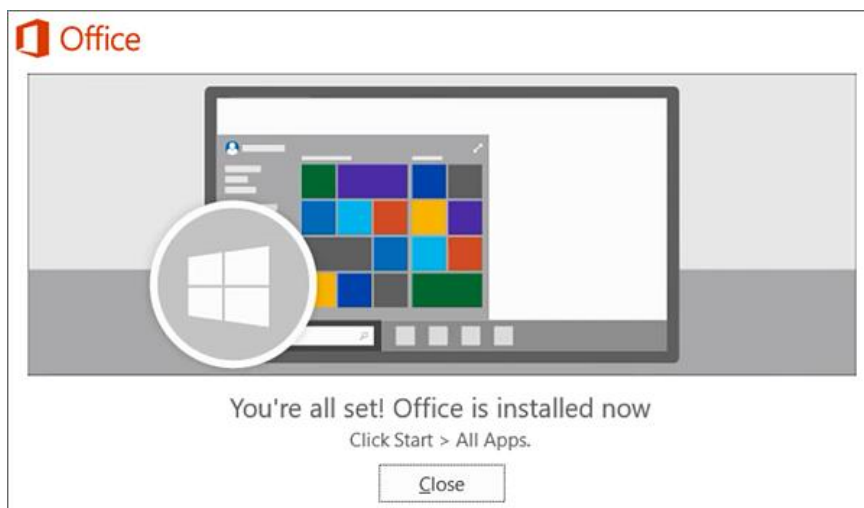 Office
You're all set! Office is installed now
Click Start > All Apps.
Close